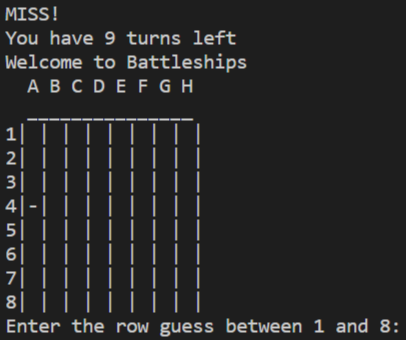 MISS!
You have 9 turns left
Welcome to Battleships
  A B C D E F G H
  _______________
1| | | | | | | | |
2| | | | | | | | |
3| | | | | | | | |
4|-| | | | | | | |
5| | | | | | | | |
6| | | | | | | | |
7| | | | | | | | |
8| | | | | | | | |
Enter the row guess between 1 and 8: